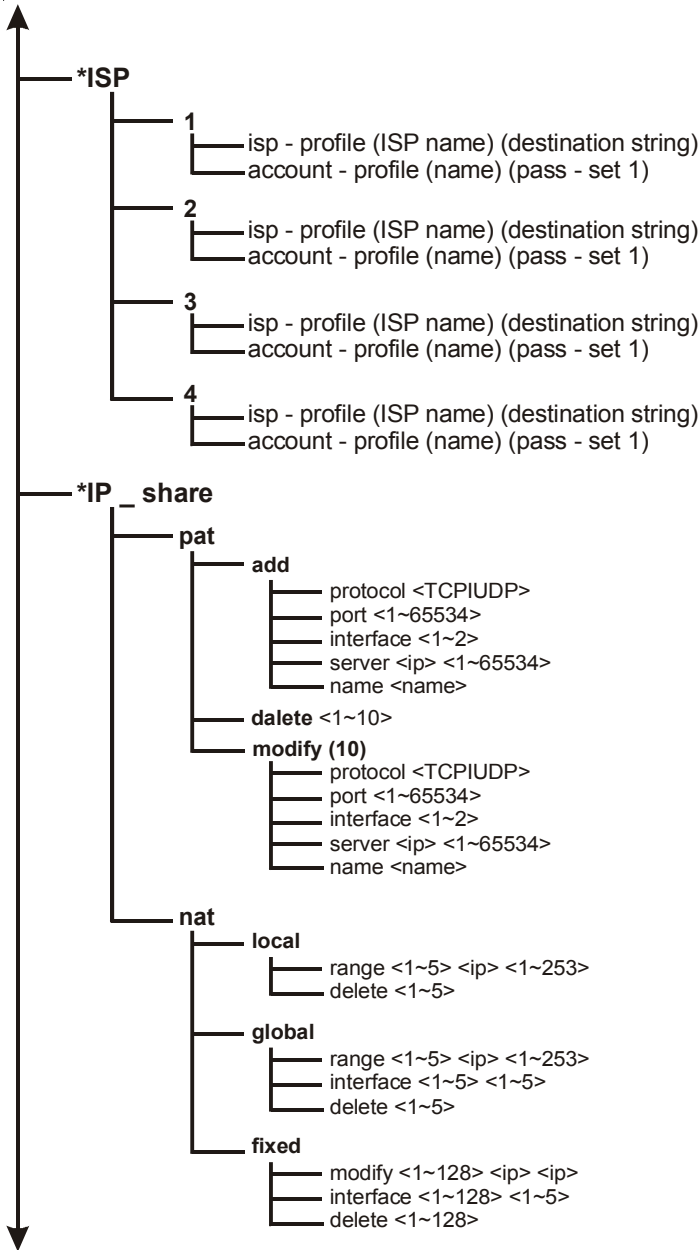 *ISP
1
isp - profile (ISP name) (destination string)
account - profile (name) (pass - set 1)
2
isp - profile (ISP name) (destination string)
account - profile (name) (pass - set 1)
3
isp - profile (ISP name) (destination string)
account - profile (name) (pass - set 1)
4
isp - profile (ISP name) (destination string)
account - profile (name) (pass - set 1)
*IP _ share
pat
add
protocol <TCPIUDP>
port <1~65534>
interface <1~2>
server <ip> <1~65534>
name <name>
dalete <1~10>
modify (10)
protocol <TCPIUDP>
port <1~65534>
interface <1~2>
server <ip> <1~65534>
name <name>
nat
local
range <1~5> <ip> <1~253>
delete <1~5>
global
range <1~5> <ip> <1~253>
interface <1~5> <1~5>
delete <1~5>
fixed
modify <1~128> <ip> <ip>
interface <1~128> <1~5>
delete <1~128>